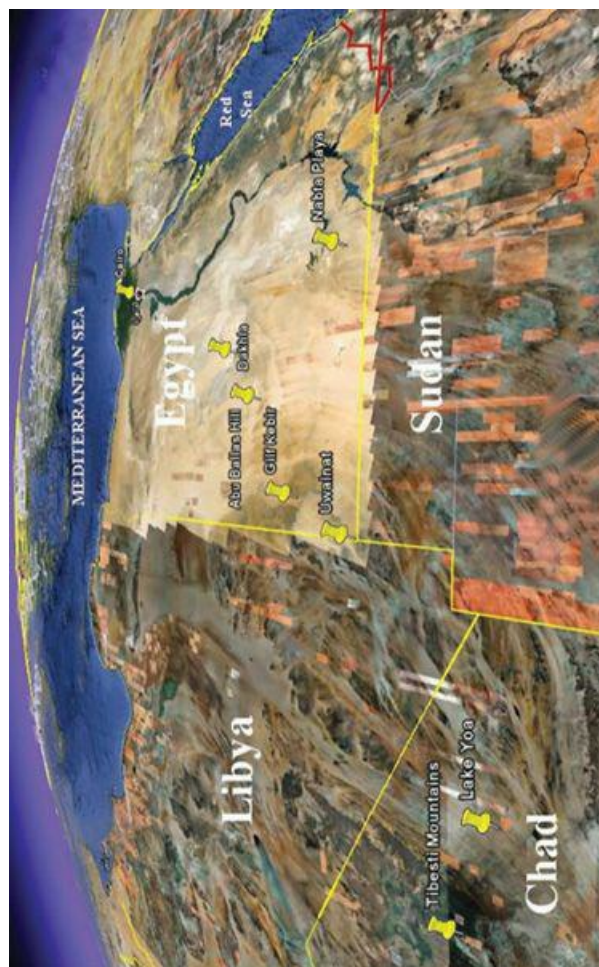 MEDITERRANEAN SEA
Red
Sea
Cairo
Egypt
Dakhla
Abu Ballas Hill
Gilf Kebir
Nabta Playa
Uwainat
Libya
Sudan
Tibesti Mountains
Lake Yoa
Chad